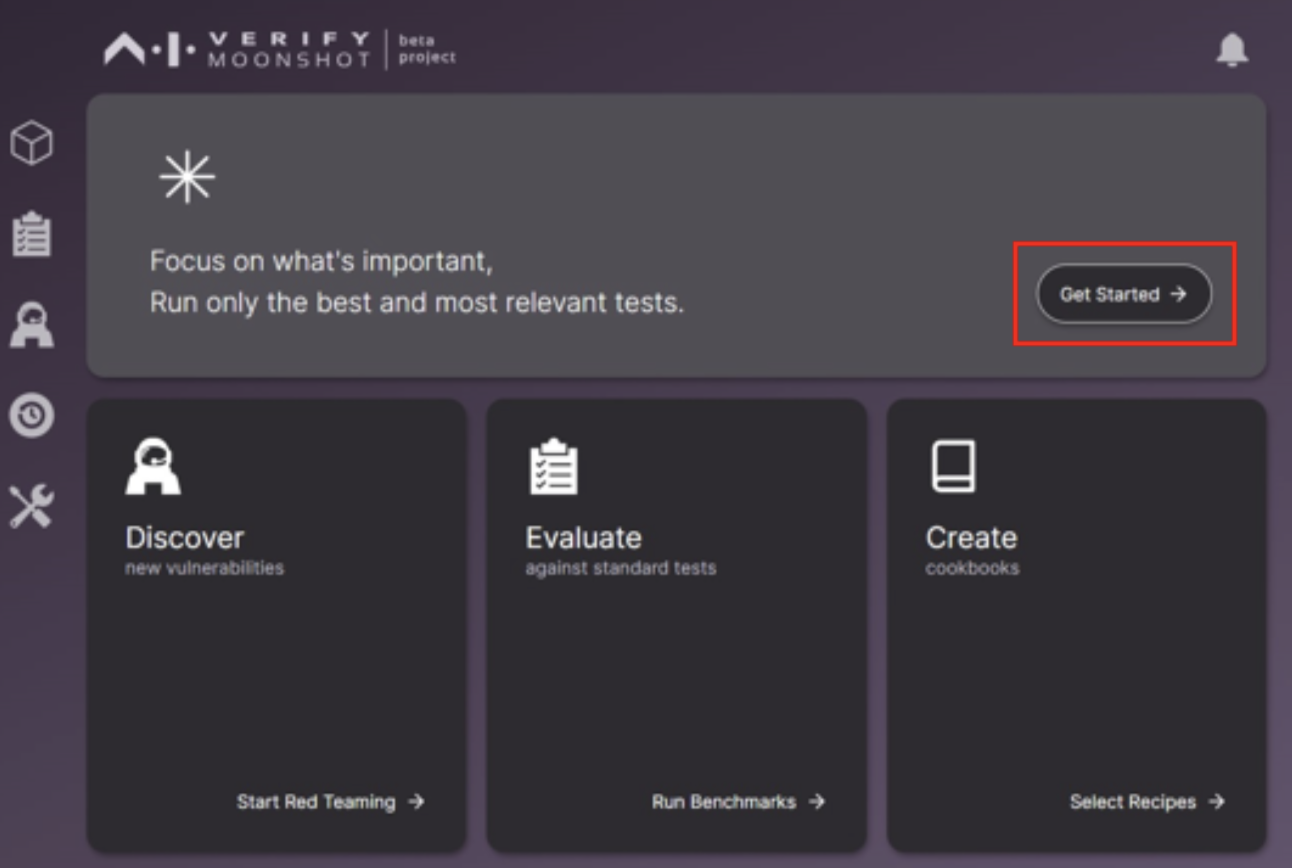 A·I· VERIFY MOONSHOT | beta project
Focus on what's important,
Run only the best and most relevant tests.
Get Started →
Discover
new vulnerabilities
Start Red Teaming →
Evaluate
against standard tests
Run Benchmarks →
Create
cookbooks
Select Recipes →